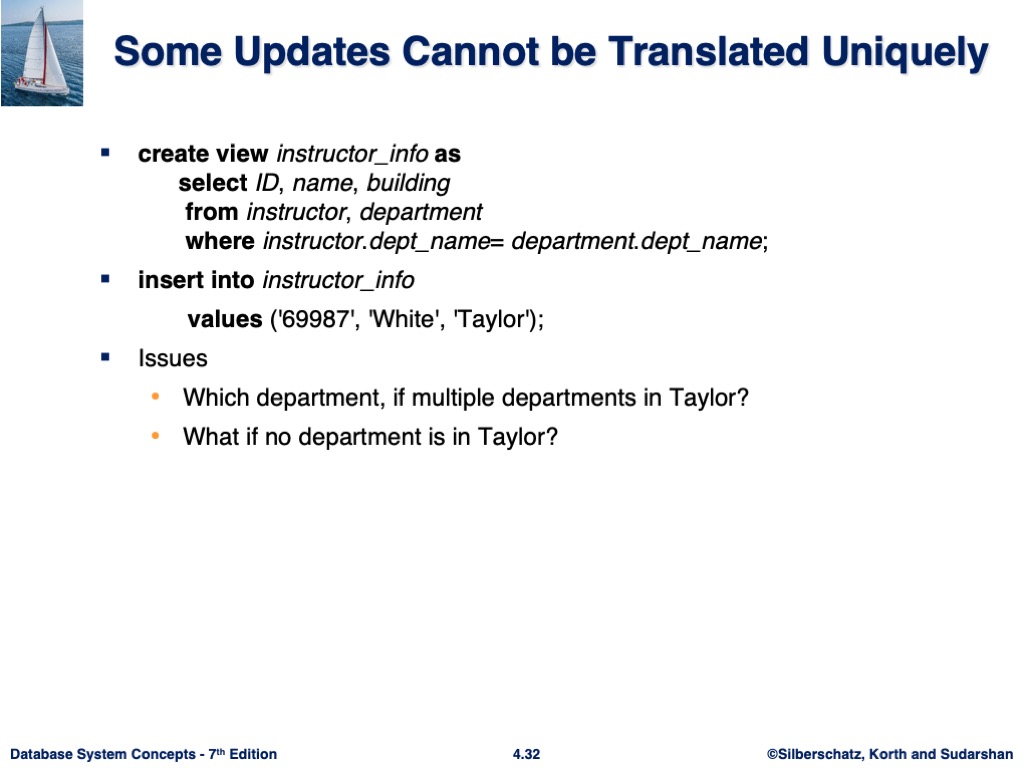 Some Updates Cannot be Translated Uniquely
▪ create view instructor_info as
select ID, name, building
from instructor, department
where instructor.dept_name= department.dept_name;
▪ insert into instructor_info
values ('69987', 'White', 'Taylor');
▪ Issues
• Which department, if multiple departments in Taylor?
• What if no department is in Taylor?
Database System Concepts - 7th Edition
4.32
©Silberschatz, Korth and Sudarshan